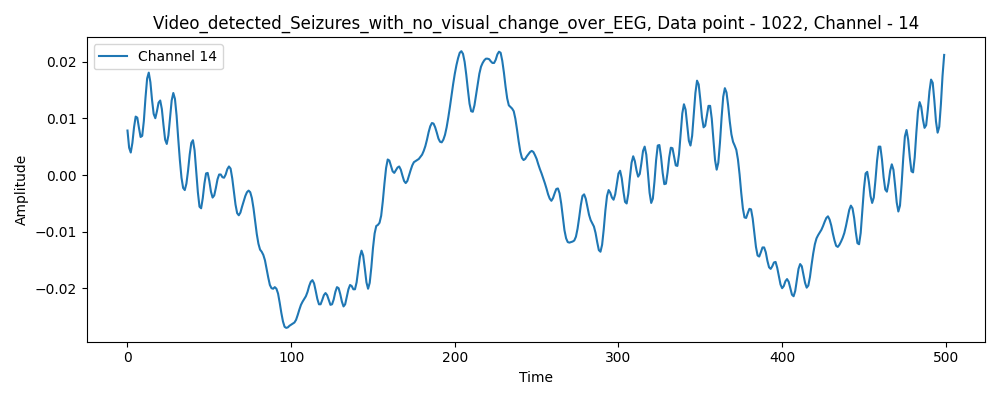 Video_detected_Seizures_with_no_visual_change_over_EEG, Data point - 1022, Channel - 14
Channel 14
0.02
0.01
0.00
−0.01
−0.02
Amplitude
0 100 200 300 400 500
Time